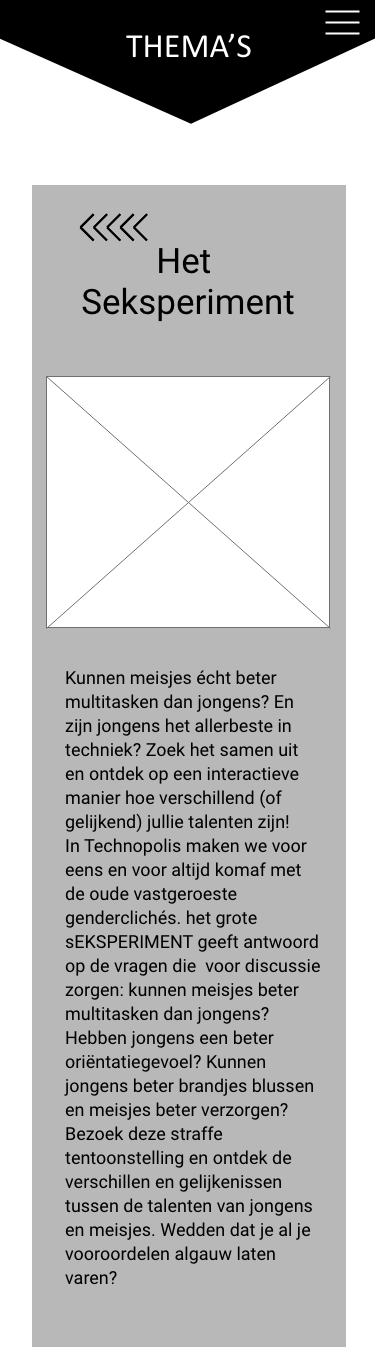 THEMA’S
Het
Seksperiment
Kunnen meisjes écht beter
multitasken dan jongens? En
zijn jongens het allerbeste in
techniek? Zoek het samen uit
en ontdek op een interactieve
manier hoe verschillend (of
gelijkend) jullie talenten zijn!
In Technopolis maken we voor
eens en voor altijd komaf met
de oude vastgeroeste
genderclichés. het grote
sEKSPERIMENT geeft antwoord
op de vragen die  voor discussie
zorgen: kunnen meisjes beter
multitasken dan jongens?
Hebben jongens een beter
oriëntatiegevoel? Kunnen
jongens beter brandjes blussen
en meisjes beter verzorgen?
Bezoek deze straffe
tentoonstelling en ontdek de
verschillen en gelijkenissen
tussen de talenten van jongens
en meisjes. Wedden dat je al je
vooroordelen algauw laten
varen?